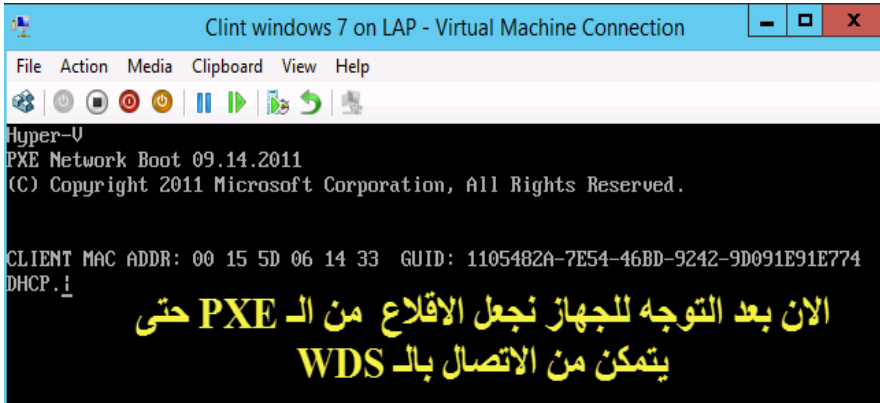 Clint windows 7 on LAP - Virtual Machine Connection
File Action Media Clipboard View Help
Hyper-V
PXE Network Boot 09.14.2011
(C) Copyright 2011 Microsoft Corporation, All Rights Reserved.
CLIENT MAC ADDR: 00 15 5D 06 14 33 GUID: 1105482A-7E54-46BD-9242-9D091E91E774
DHCP.¦_
الان بعد التوجه للجهاز نجعل الاقلاع من الـ PXE حتى
يتمكن من الاتصال بالـ WDS